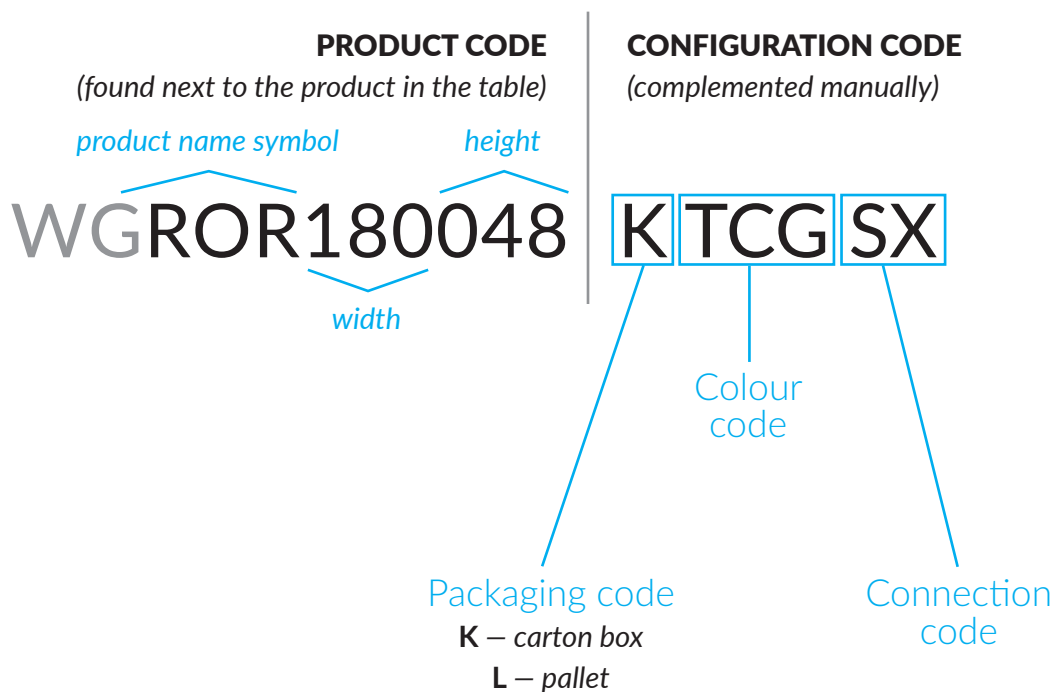 PRODUCT CODE
(found next to the product in the table)
product name symbol
height
WGROR180048
width
CONFIGURATION CODE
(complemented manually)
K TCG SX
Colour
code
Packaging code
K – carton box
L – pallet
Connection
code